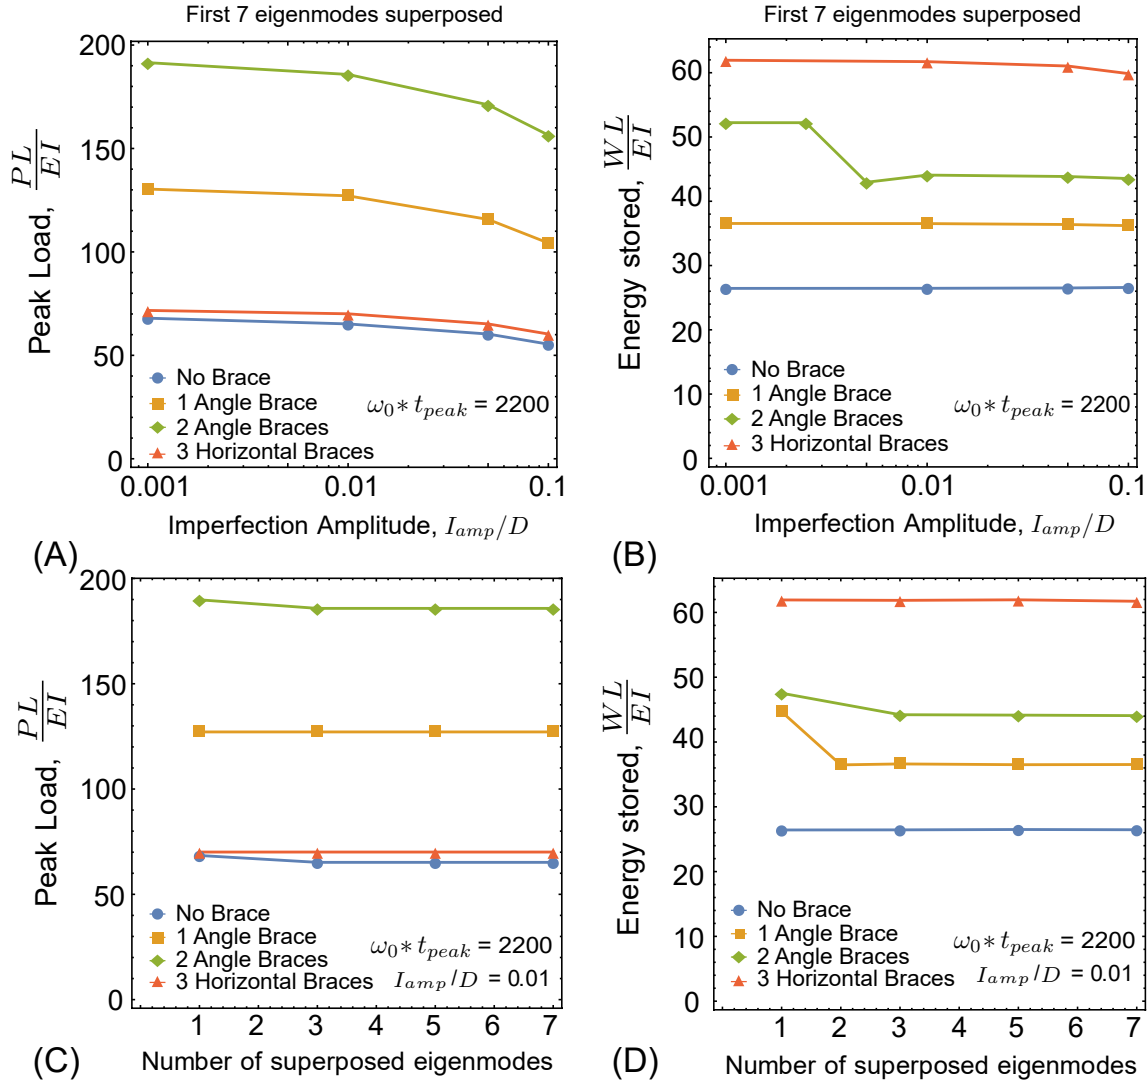 First 7 eigenmodes superposed
200
150
100
50
0
Peak Load, PL/EI
No Brace
1 Angle Brace
2 Angle Braces
3 Horizontal Braces
ω0* tpeak = 2200
0.001 0.01 0.1
Imperfection Amplitude, Iamp/D
(A)
First 7 eigenmodes superposed
60
50
40
30
20
10
0
Energy stored, WL/EI
No Brace
1 Angle Brace
2 Angle Braces
3 Horizontal Braces
ω0* tpeak = 2200
0.001 0.01 0.1
Imperfection Amplitude, Iamp/D
(B)
200
150
100
50
0
Peak Load, PL/EI
No Brace
1 Angle Brace
2 Angle Braces
3 Horizontal Braces
ω0* tpeak = 2200
Iamp/D = 0.01
1 2 3 4 5 6 7
Number of superposed eigenmodes
(C)
60
50
40
30
20
10
0
Energy stored, WL/EI
No Brace
1 Angle Brace
2 Angle Braces
3 Horizontal Braces
ω0* tpeak = 2200
Iamp/D = 0.01
1 2 3 4 5 6 7
Number of superposed eigenmodes
(D)